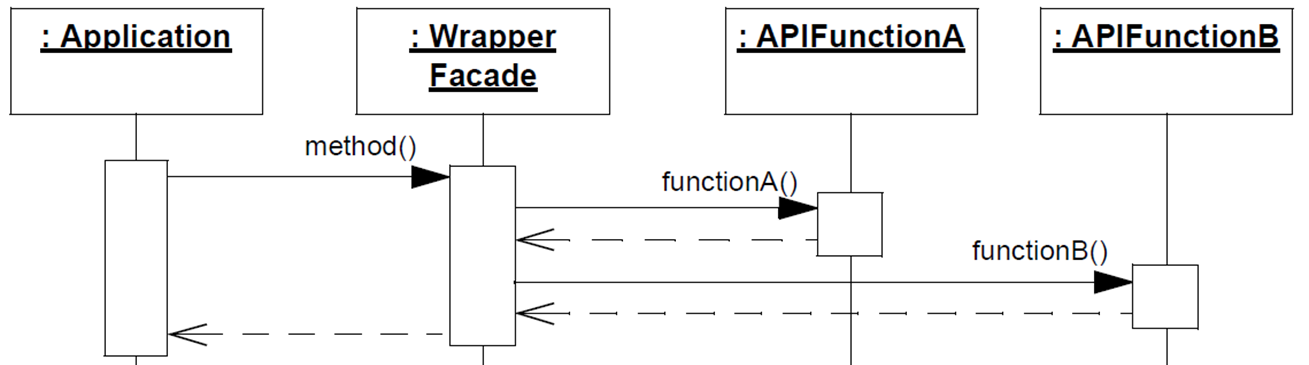 : Application
: Wrapper
Facade
: APIFunctionA
: APIFunctionB
method()
functionA()
functionB()